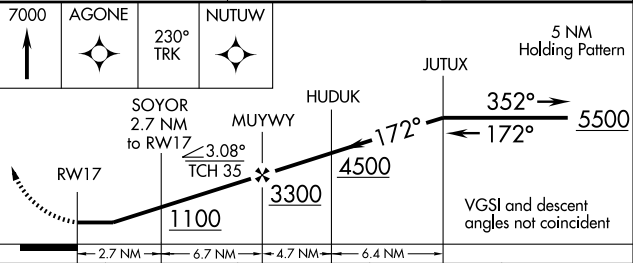 7000
AGONE
230°
TRK
NUTUW
5 NM
Holding Pattern
JUTUX
HUDUK
MUYWY
SOYOR
2.7 NM
to RW17
RW17
3.08°
TCH 35
172°
352°
172°
5500
4500
3300
1100
VGSI and descent
angles not coincident
2.7 NM
6.7 NM
4.7 NM
6.4 NM